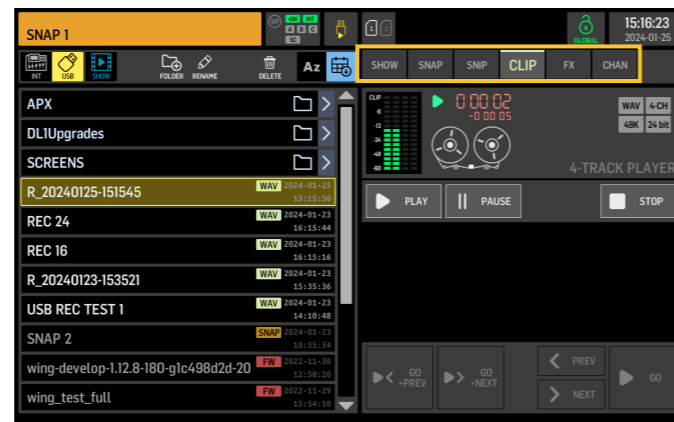 SNAP 1
SIP 48K INT
A B C
SC
1 2
GLOBAL
15:16:23
2024-01-25
INT USB SHOW FOLDER RENAME DELETE Az
SHOW SNAP SNIP CLIP FX CHAN
APX
DL1Upgrades
SCREENS
R_20240125-151545 WAV 2024-01-25
15:15:50
REC 24 WAV 2024-01-23
16:15:44
REC 16 WAV 2024-01-23
16:15:16
R_20240123-153521 WAV 2024-01-23
15:35:36
USB REC TEST 1 WAV 2024-01-23
14:10:48
SNAP 2 SNAP 2024-01-23
10:55:34
wing-develop-1.12.8-180-g1c498d2d-20 FW 2022-11-30
12:58:20
wing_test_full FW 2022-11-29
15:54:10
CLIP
-6
-12
-24
-48
-60
0 00 02
-0 00 05
WAV 4-CH
48K 24 bit
4-TRACK PLAYER
PLAY PAUSE STOP
GO
+PREV
GO
+NEXT
PREV
NEXT
GO